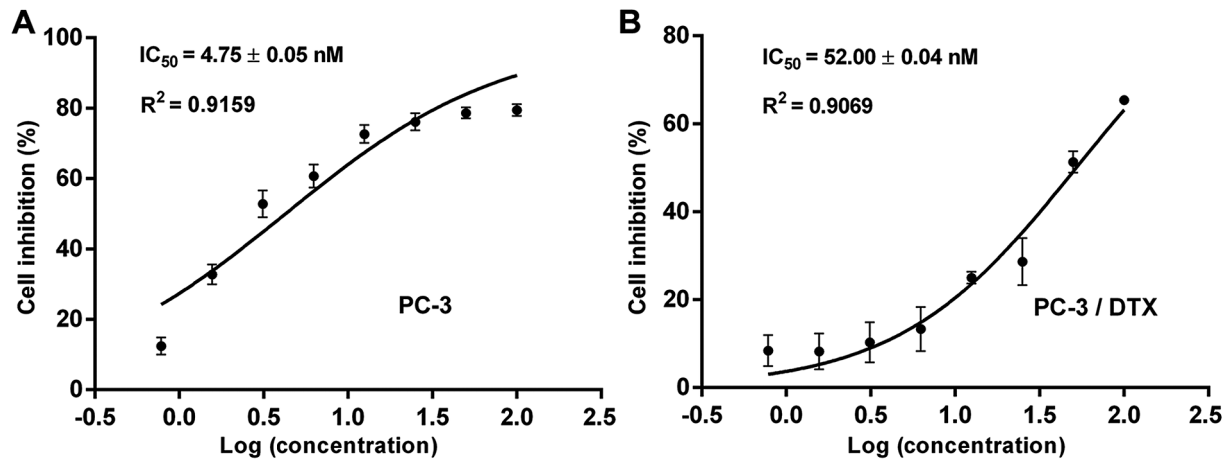 A
IC50 = 4.75 ± 0.05 nM
R2 = 0.9159
PC-3
Cell inhibition (%)
100
80
60
40
20
0
-0.5 0.0 0.5 1.0 1.5 2.0 2.5
Log (concentration)
B
IC50 = 52.00 ± 0.04 nM
R2 = 0.9069
PC-3 / DTX
Cell inhibition (%)
80
60
40
20
0
-0.5 0.0 0.5 1.0 1.5 2.0 2.5
Log (concentration)